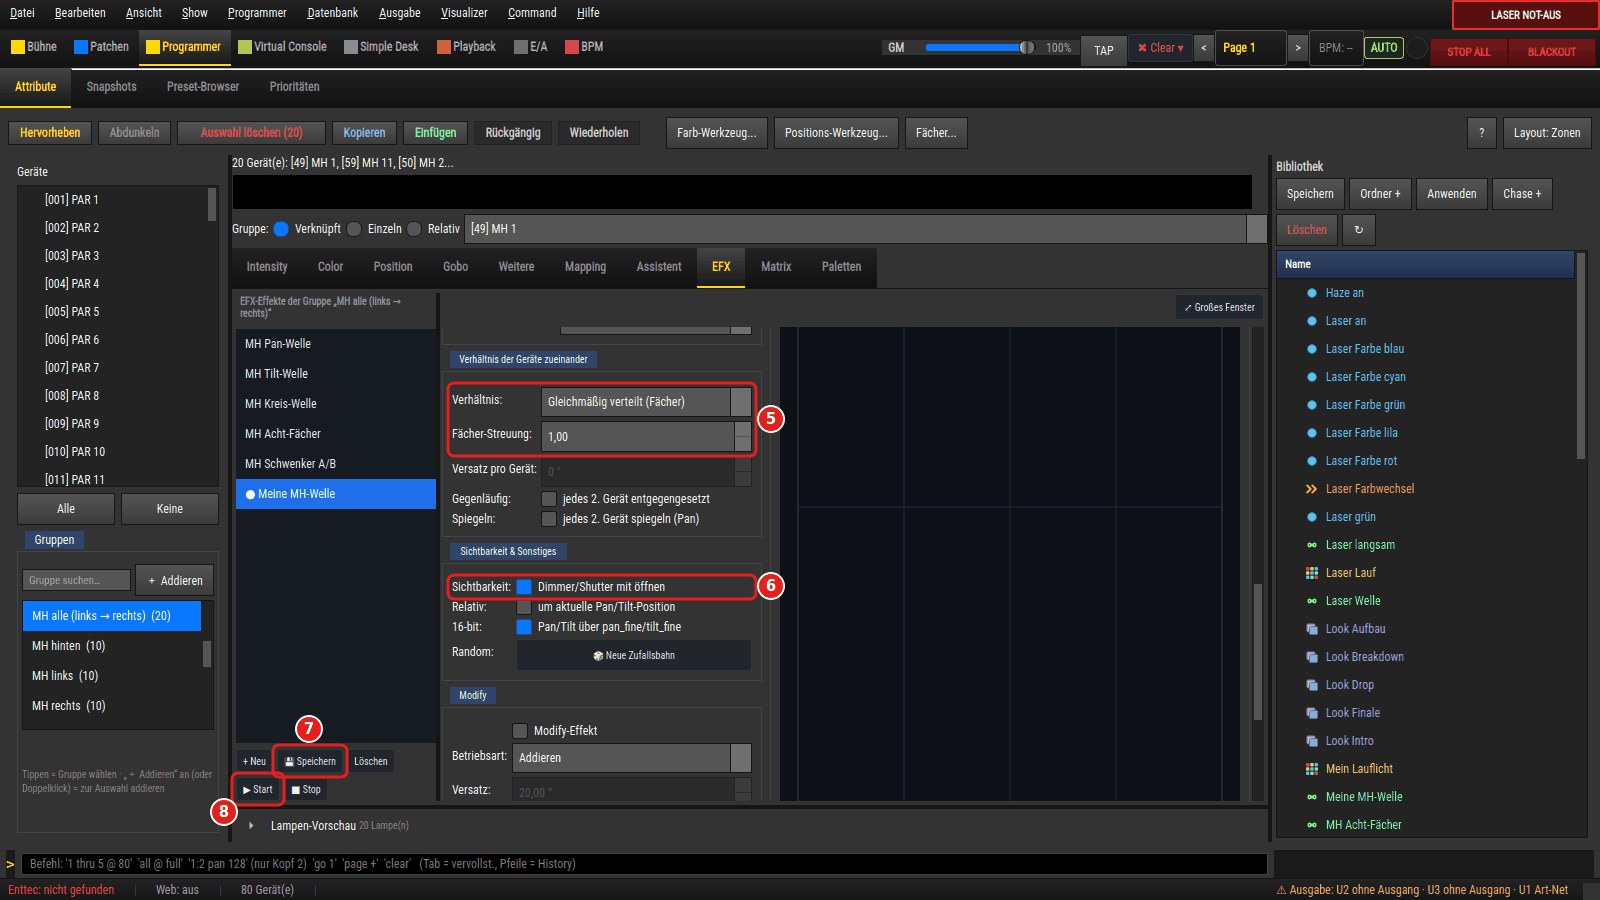 Datei Bearbeiten Ansicht Show Programmer Datenbank Ausgabe Visualizer Command Hilfe
LASER NOT-AUS
Bühne Patchen Programmer Virtual Console Simple Desk Playback E/A BPM
GM 100% TAP ✖ Clear ▾ < Page 1 > BPM: -- AUTO STOP ALL BLACKOUT
Attribute Snapshots Preset-Browser Prioritäten
Hervorheben Abdunkeln Auswahl löschen (20) Kopieren Einfügen Rückgängig Wiederholen Farb-Werkzeug... Positions-Werkzeug... Fächer... ? Layout: Zonen
Geräte
[001] PAR 1
[002] PAR 2
[003] PAR 3
[004] PAR 4
[005] PAR 5
[006] PAR 6
[007] PAR 7
[008] PAR 8
[009] PAR 9
[010] PAR 10
[011] PAR 11
Alle Keine
Gruppen
Gruppe suchen... + Addieren
MH alle (links → rechts) (20)
MH hinten (10)
MH links (10)
MH rechts (10)
Tippen = Gruppe wählen · „ + Addieren“ an (oder
Doppelklick) = zur Auswahl addieren
20 Gerät(e): [49] MH 1, [59] MH 11, [50] MH 2...
Gruppe: Verknüpft Einzeln Relativ [49] MH 1
Intensity Color Position Gobo Weitere Mapping Assistent EFX Matrix Paletten
EFX-Effekte der Gruppe „MH alle (links →
rechts)“
MH Pan-Welle
MH Tilt-Welle
MH Kreis-Welle
MH Acht-Fächer
MH Schwenker A/B
Meine MH-Welle
7
+ Neu 💾 Speichern Löschen
▶ Start ■ Stop
8
⤢ Großes Fenster
Verhältnis der Geräte zueinander
Verhältnis: Gleichmäßig verteilt (Fächer)
5
Fächer-Streuung: 1,00
Versatz pro Gerät: 0 °
Gegenläufig: jedes 2. Gerät entgegengesetzt
Spiegeln: jedes 2. Gerät spiegeln (Pan)
Sichtbarkeit & Sonstiges
Sichtbarkeit: Dimmer/Shutter mit öffnen
6
Relativ: um aktuelle Pan/Tilt-Position
16-bit: Pan/Tilt über pan_fine/tilt_fine
Random: 🎲 Neue Zufallsbahn
Modify
Modify-Effekt
Betriebsart: Addieren
Versatz: 20,00 °
Lampen-Vorschau 20 Lampe(n)
Bibliothek
Speichern Ordner + Anwenden Chase +
Löschen ↻
Name
Haze an
Laser an
Laser Farbe blau
Laser Farbe cyan
Laser Farbe grün
Laser Farbe lila
Laser Farbe rot
Laser Farbwechsel
Laser grün
Laser langsam
Laser Lauf
Laser Welle
Look Aufbau
Look Breakdown
Look Drop
Look Finale
Look Intro
Mein Lauflicht
Meine MH-Welle
MH Acht-Fächer
> Befehl: '1 thru 5 @ 80' 'all @ full' '1:2 pan 128' (nur Kopf 2) 'go 1' 'page +' 'clear' (Tab = vervollst., Pfeile = History)
Enttec: nicht gefunden Web: aus 80 Gerät(e) ⚠ Ausgabe: U2 ohne Ausgang · U3 ohne Ausgang · U1 Art-Net